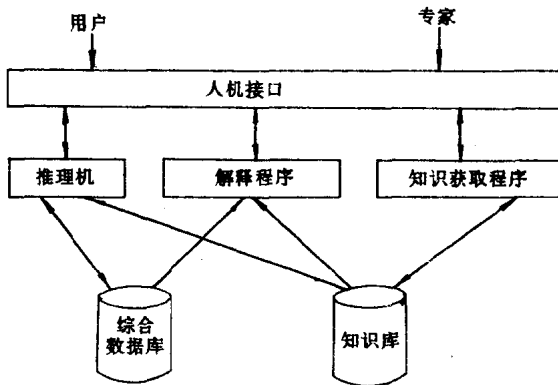 用户
专家
人机接口
推理机
解释程序
知识获取程序
综合
数据库
知识库